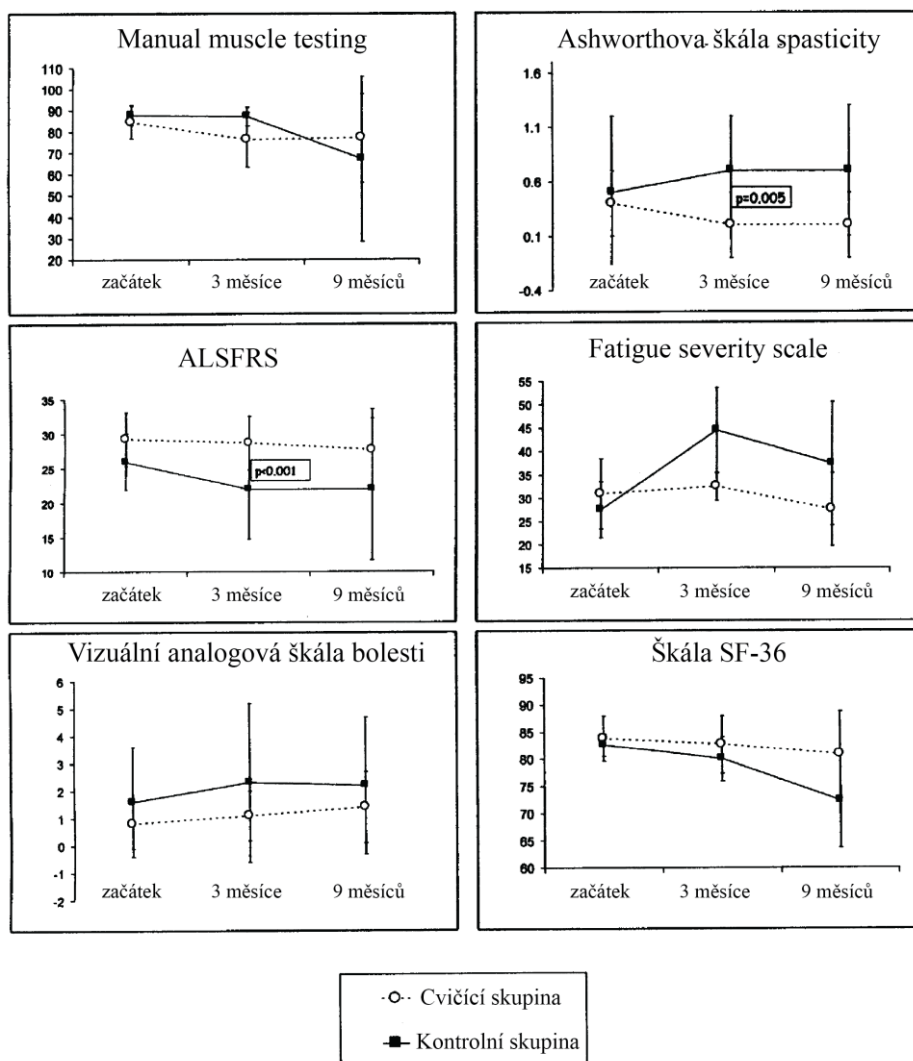 Manual muscle testing
110
100
90
80
70
60
50
40
30
20
začátek 3 měsíce 9 měsíců
Ashworthova škála spasticity
1.6
1.1
0.6
0.1
-0.4
p=0.005
začátek 3 měsíce 9 měsíců
ALSFRS
35
30
25
20
15
10
p<0.001
začátek 3 měsíce 9 měsíců
Fatigue severity scale
55
50
45
40
35
30
25
20
15
začátek 3 měsíce 9 měsíců
Vizuální analogová škála bolesti
6
5
4
3
2
1
0
-1
-2
začátek 3 měsíce 9 měsíců
Škála SF-36
95
90
85
80
75
70
65
60
začátek 3 měsíce 9 měsíců
Cvičící skupina
Kontrolní skupina